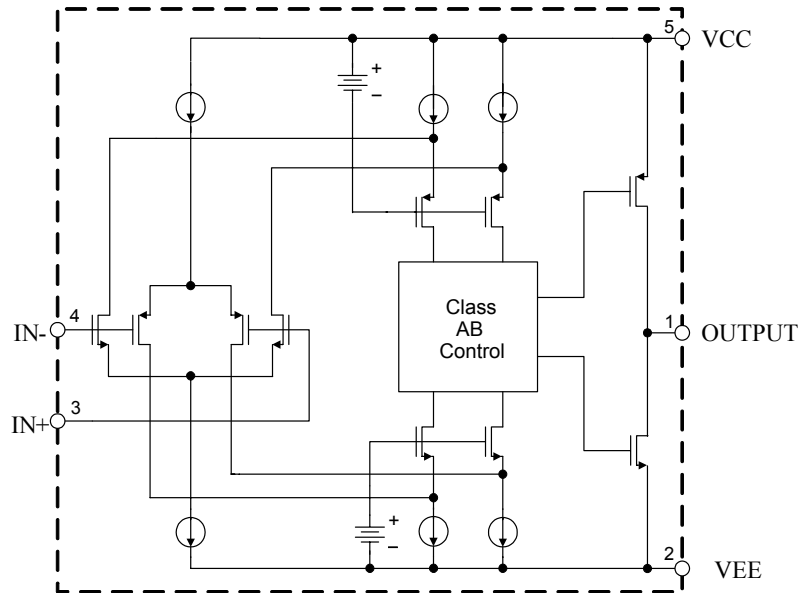 5 VCC
+
−
Class
AB
Control
4
IN-
1 OUTPUT
3
IN+
+
−
2 VEE